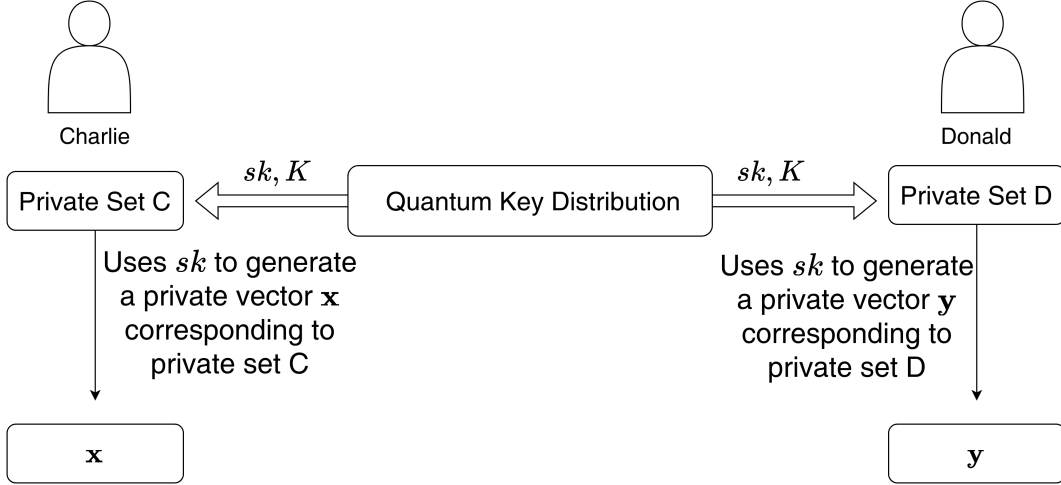 Charlie
Donald
sk, K
sk, K
Private Set C
Quantum Key Distribution
Private Set D
Uses sk to generate
a private vector x
corresponding to
private set C
Uses sk to generate
a private vector y
corresponding to
private set D
x
y